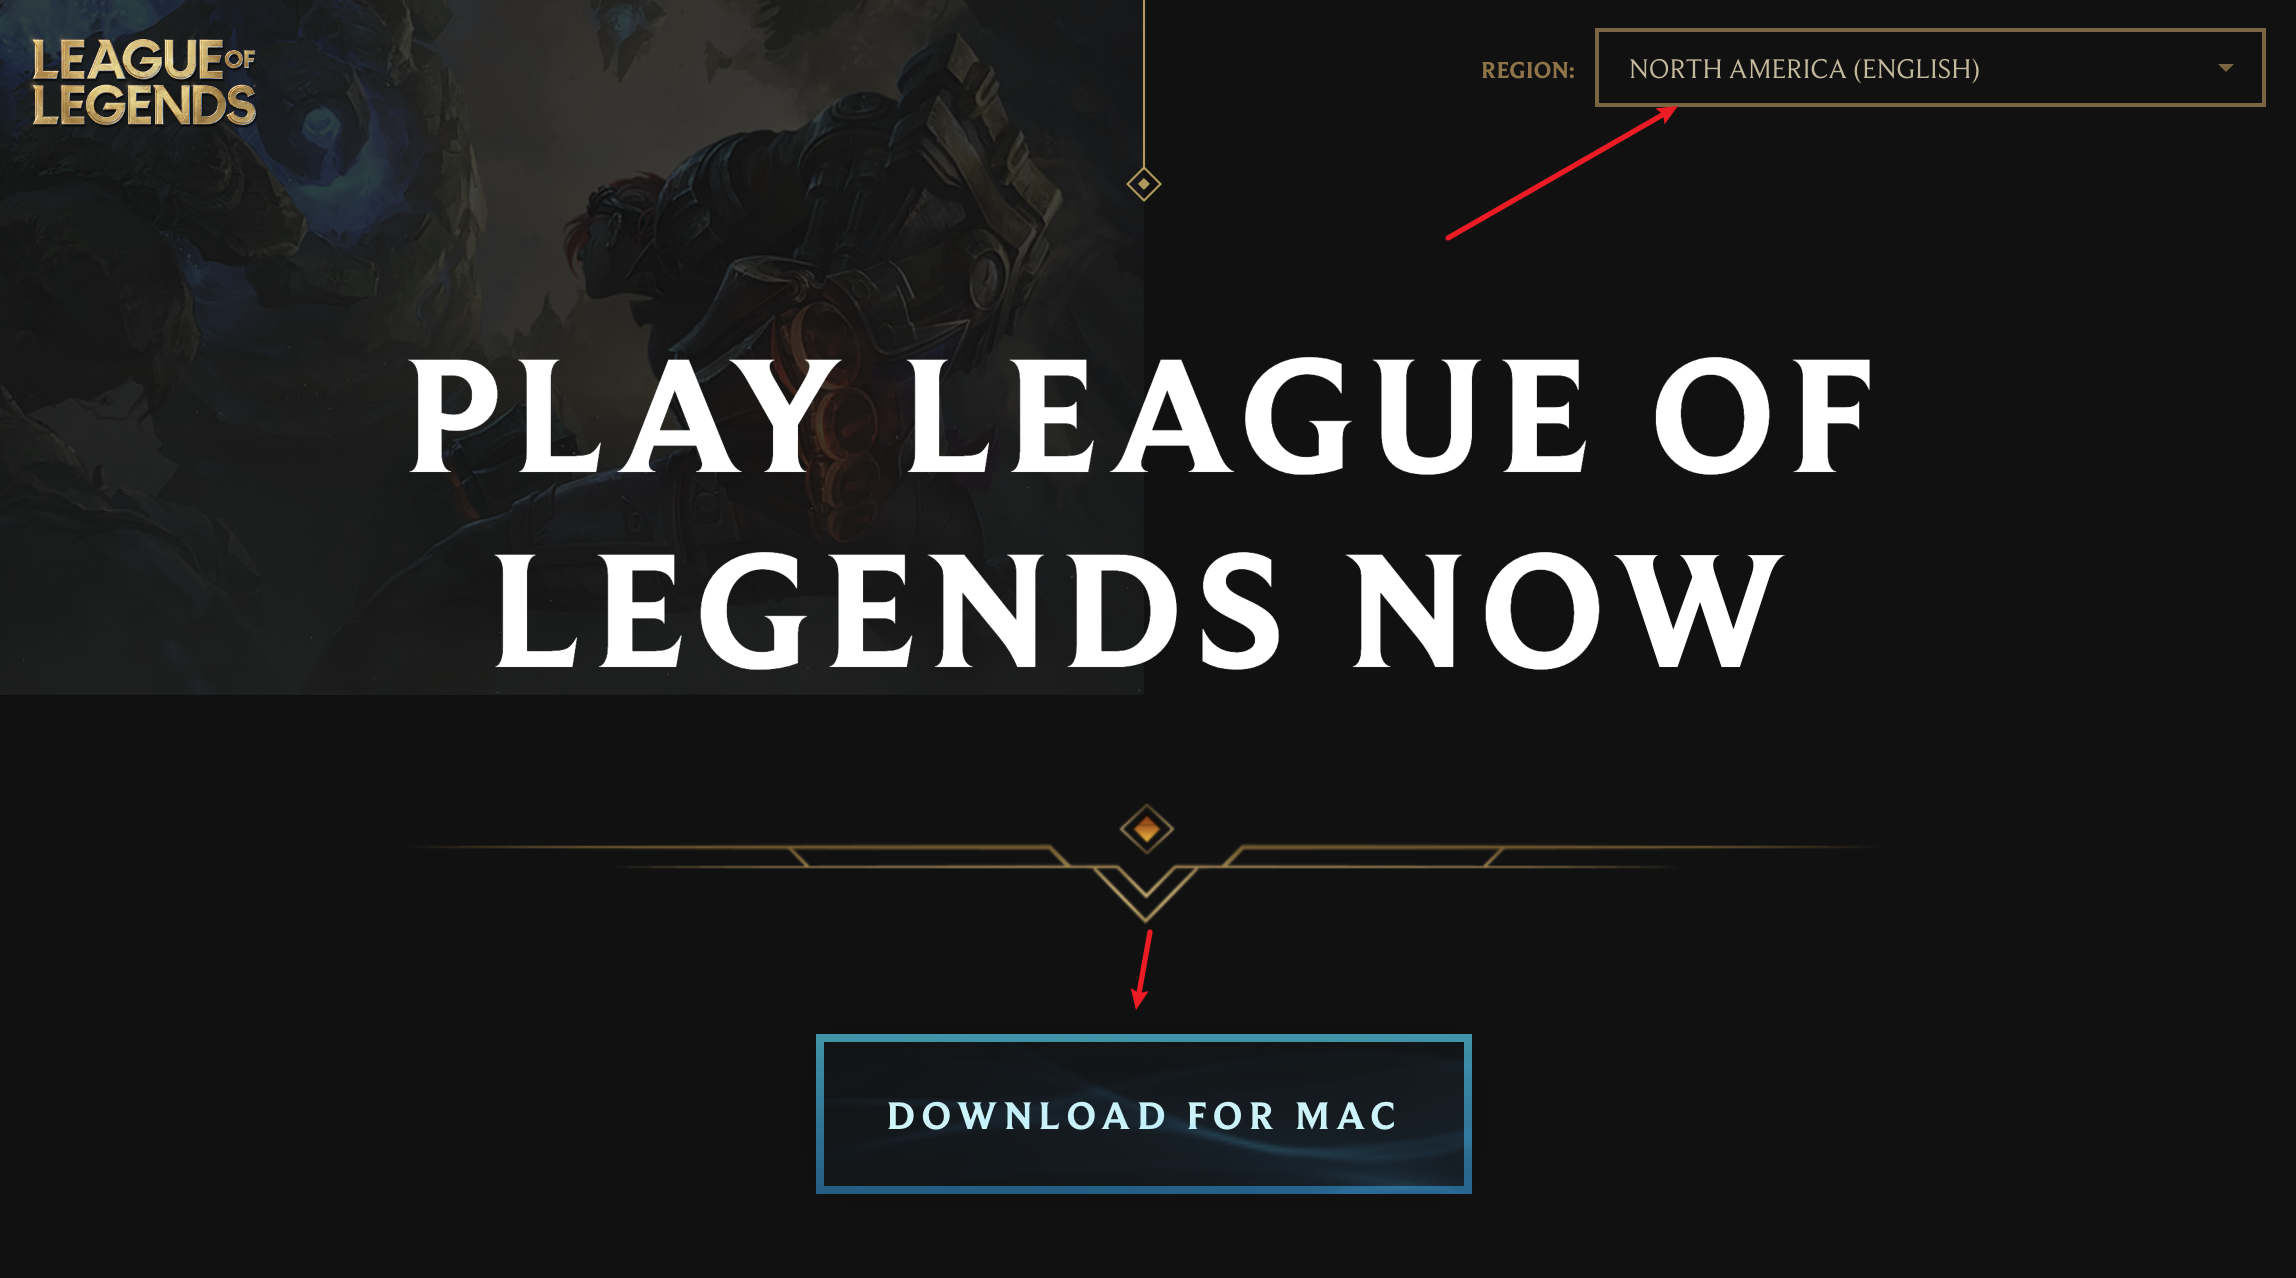 LEAGUE OF
LEGENDS
REGION: NORTH AMERICA (ENGLISH)
PLAY LEAGUE OF
LEGENDS NOW
DOWNLOAD FOR MAC